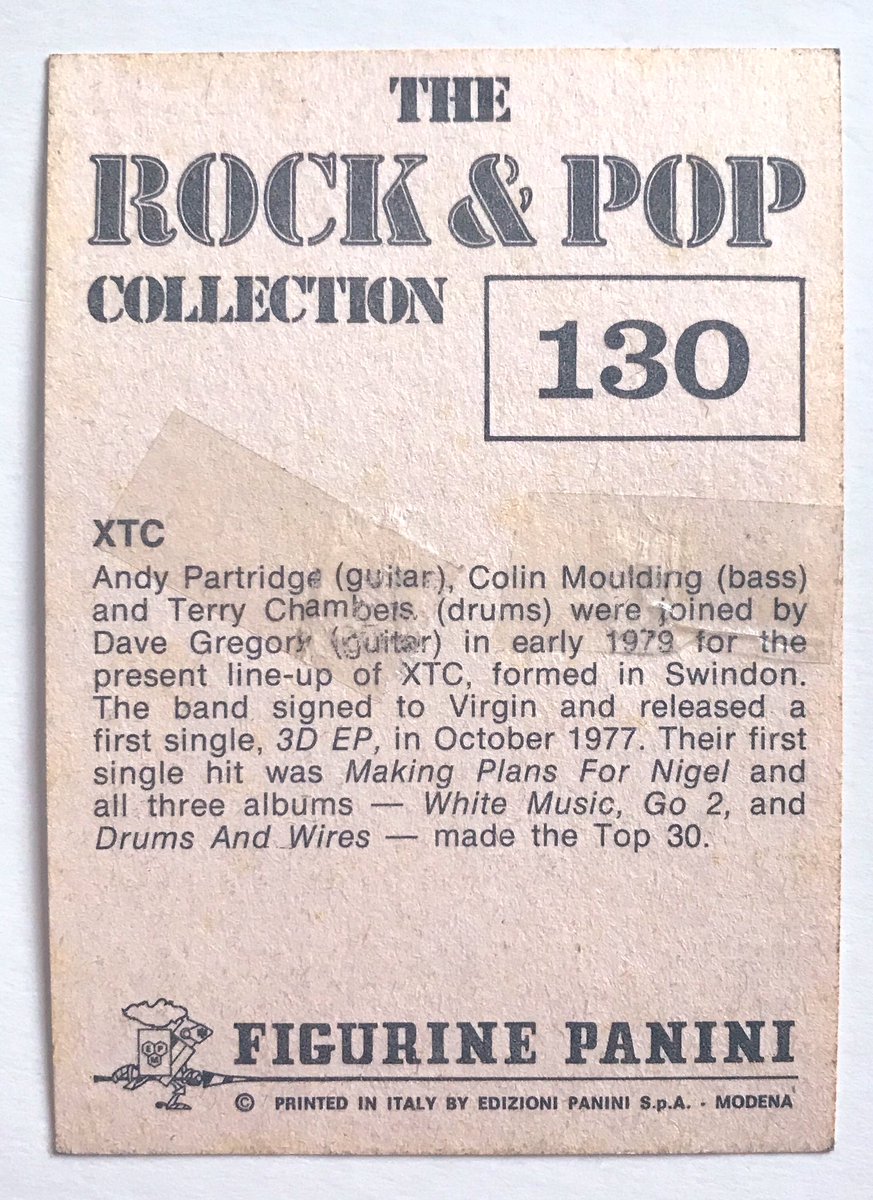 THE
ROCK & POP
COLLECTION
130
XTC
Andy Partridge (guitar), Colin Moulding (bass)
and Terry Chambers (drums) were joined by
Dave Gregory (guitar) in early 1979 for the
present line-up of XTC, formed in Swindon.
The band signed to Virgin and released a
first single, 3D EP, in October 1977. Their first
single hit was Making Plans For Nigel and
all three albums — White Music, Go 2, and
Drums And Wires — made the Top 30.
EPM
FIGURINE PANINI
© PRINTED IN ITALY BY EDIZIONI PANINI S.p.A. - MODENA